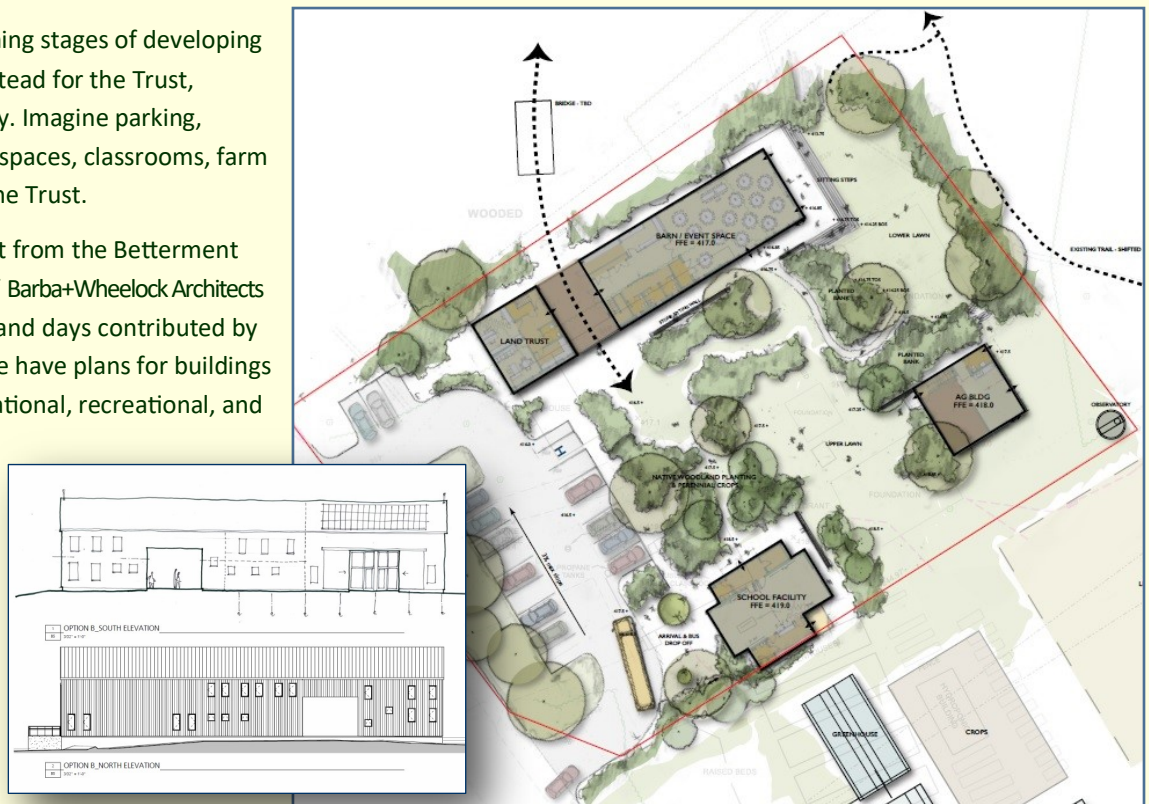 ing stages of developing
tead for the Trust,
y. Imagine parking,
spaces, classrooms, farm
he Trust.
t from the Betterment
Barba+Wheelock Architects
and days contributed by
e have plans for buildings
ational, recreational, and
BRIDGE - TBD
WOODED
SITTING STEPS
BARN / EVENT SPACE
FFE = 417.0
LOWER LAWN
EXISTING TRAIL - SHIFTED
PLANTED
BANK
LAND TRUST
PLANTED
BANK
AG BLDG
FFE = 418.0
OBSERVATORY
FOUNDATION
UPPER LAWN
H
NATIVE WOODLAND PLANTING
& PERENNIAL CROPS
FOUNDATION
PROPANE
TANKS
SCHOOL FACILITY
FFE = 419.0
ARRIVAL & BUS
DROP OFF
GREENHOUSE
CROPS
RAISED BEDS
OPTION B_SOUTH ELEVATION
OPTION B_NORTH ELEVATION